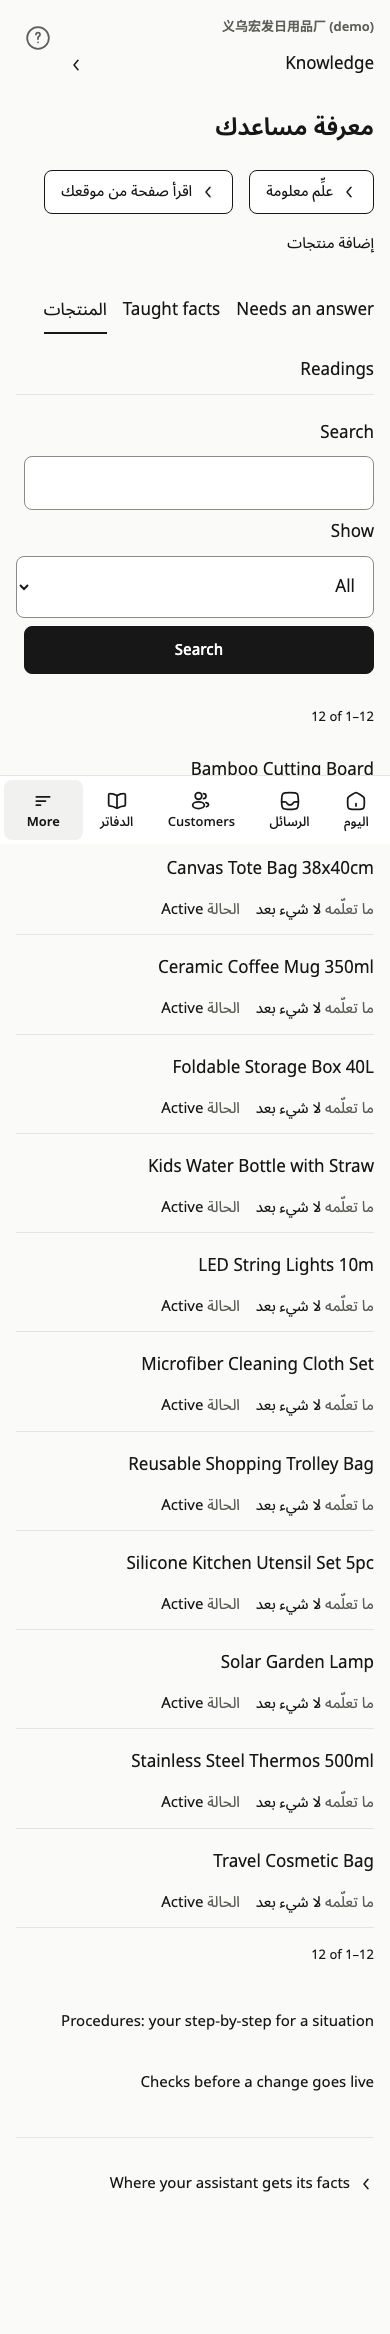 义乌宏发日用品厂 (demo)
Knowledge
معرفة مساعدك
علِّم معلومة
اقرأ صفحة من موقعك
إضافة منتجات
Needs an answer
Taught facts
المنتجات
Readings
Search
Show
All
Search
12 of 1–12
Bamboo Cutting Board
اليوم
الرسائل
Customers
الدفاتر
More
Canvas Tote Bag 38x40cm
ما تعلّمه لا شيء بعد الحالة Active
Ceramic Coffee Mug 350ml
ما تعلّمه لا شيء بعد الحالة Active
Foldable Storage Box 40L
ما تعلّمه لا شيء بعد الحالة Active
Kids Water Bottle with Straw
ما تعلّمه لا شيء بعد الحالة Active
LED String Lights 10m
ما تعلّمه لا شيء بعد الحالة Active
Microfiber Cleaning Cloth Set
ما تعلّمه لا شيء بعد الحالة Active
Reusable Shopping Trolley Bag
ما تعلّمه لا شيء بعد الحالة Active
Silicone Kitchen Utensil Set 5pc
ما تعلّمه لا شيء بعد الحالة Active
Solar Garden Lamp
ما تعلّمه لا شيء بعد الحالة Active
Stainless Steel Thermos 500ml
ما تعلّمه لا شيء بعد الحالة Active
Travel Cosmetic Bag
ما تعلّمه لا شيء بعد الحالة Active
12 of 1–12
Procedures: your step-by-step for a situation
Checks before a change goes live
Where your assistant gets its facts